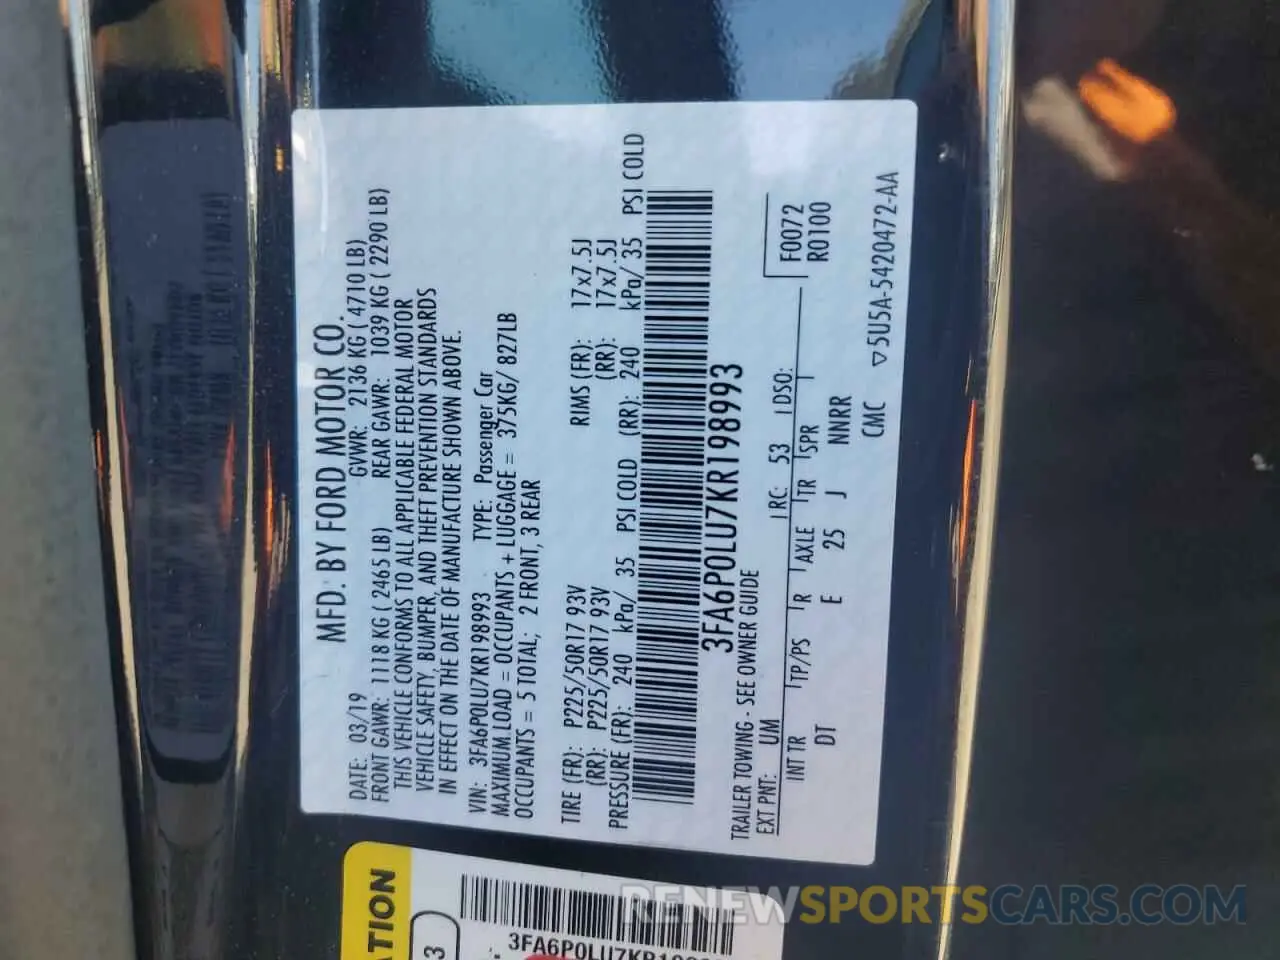 MFD. BY FORD MOTOR CO.
DATE: 03/19 GVWR: 2136 KG ( 4710 LB)
FRONT GAWR: 1118 KG ( 2465 LB) REAR GAWR: 1039 KG ( 2290 LB)
THIS VEHICLE CONFORMS TO ALL APPLICABLE FEDERAL MOTOR
VEHICLE SAFETY, BUMPER, AND THEFT PREVENTION STANDARDS
IN EFFECT ON THE DATE OF MANUFACTURE SHOWN ABOVE.
VIN: 3FA6P0LU7KR198993 TYPE: Passenger Car
MAXIMUM LOAD = OCCUPANTS + LUGGAGE = 375KG/ 827LB
OCCUPANTS = 5 TOTAL; 2 FRONT, 3 REAR
TIRE (FR): P225/50R17 93V RIMS (FR): 17x7.5J
(RR): P225/50R17 93V (RR): 17x7.5J
PRESSURE (FR): 240 kPa/ 35 PSI COLD (RR): 240 kPa/ 35 PSI COLD
3FA6P0LU7KR198993
TRAILER TOWING - SEE OWNER GUIDE
F0072
R0100
EXT PNT: UM RC: 53 DSO:
INT TR TP/PS R AXLE TR SPR
DT E 25 J NNRR
CMC ▽5U5A-5420472-AA
ATION
3
3FA6P0LU7KR
RENEWSPORTSCARS.COM